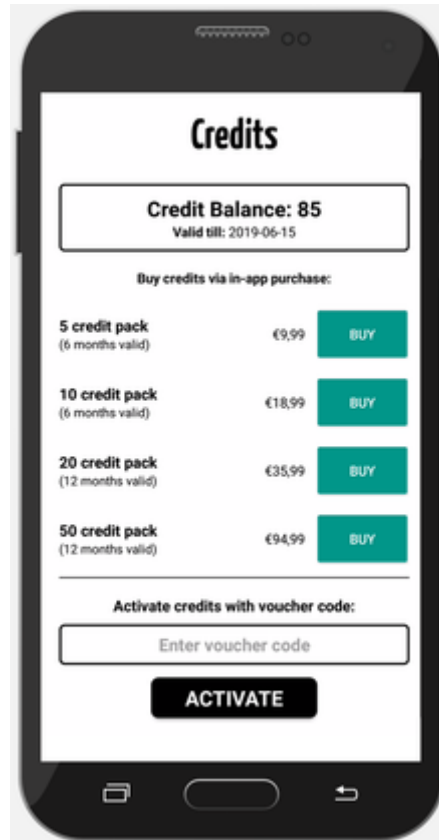 Credits
Credit Balance: 85
Valid till: 2019-06-15
Buy credits via in-app purchase:
5 credit pack
(6 months valid)
€9,99
BUY
10 credit pack
(6 months valid)
€18,99
BUY
20 credit pack
(12 months valid)
€35,99
BUY
50 credit pack
(12 months valid)
€94,99
BUY
Activate credits with voucher code:
Enter voucher code
ACTIVATE